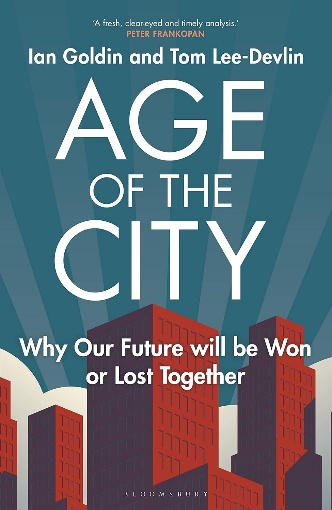 'A fresh, clear-eyed and timely analysis.'
PETER FRANKOPAN
Ian Goldin and Tom Lee-Devlin
AGE
OF THE
CITY
Why Our Future will be Won
or Lost Together
BLOOMSBURY